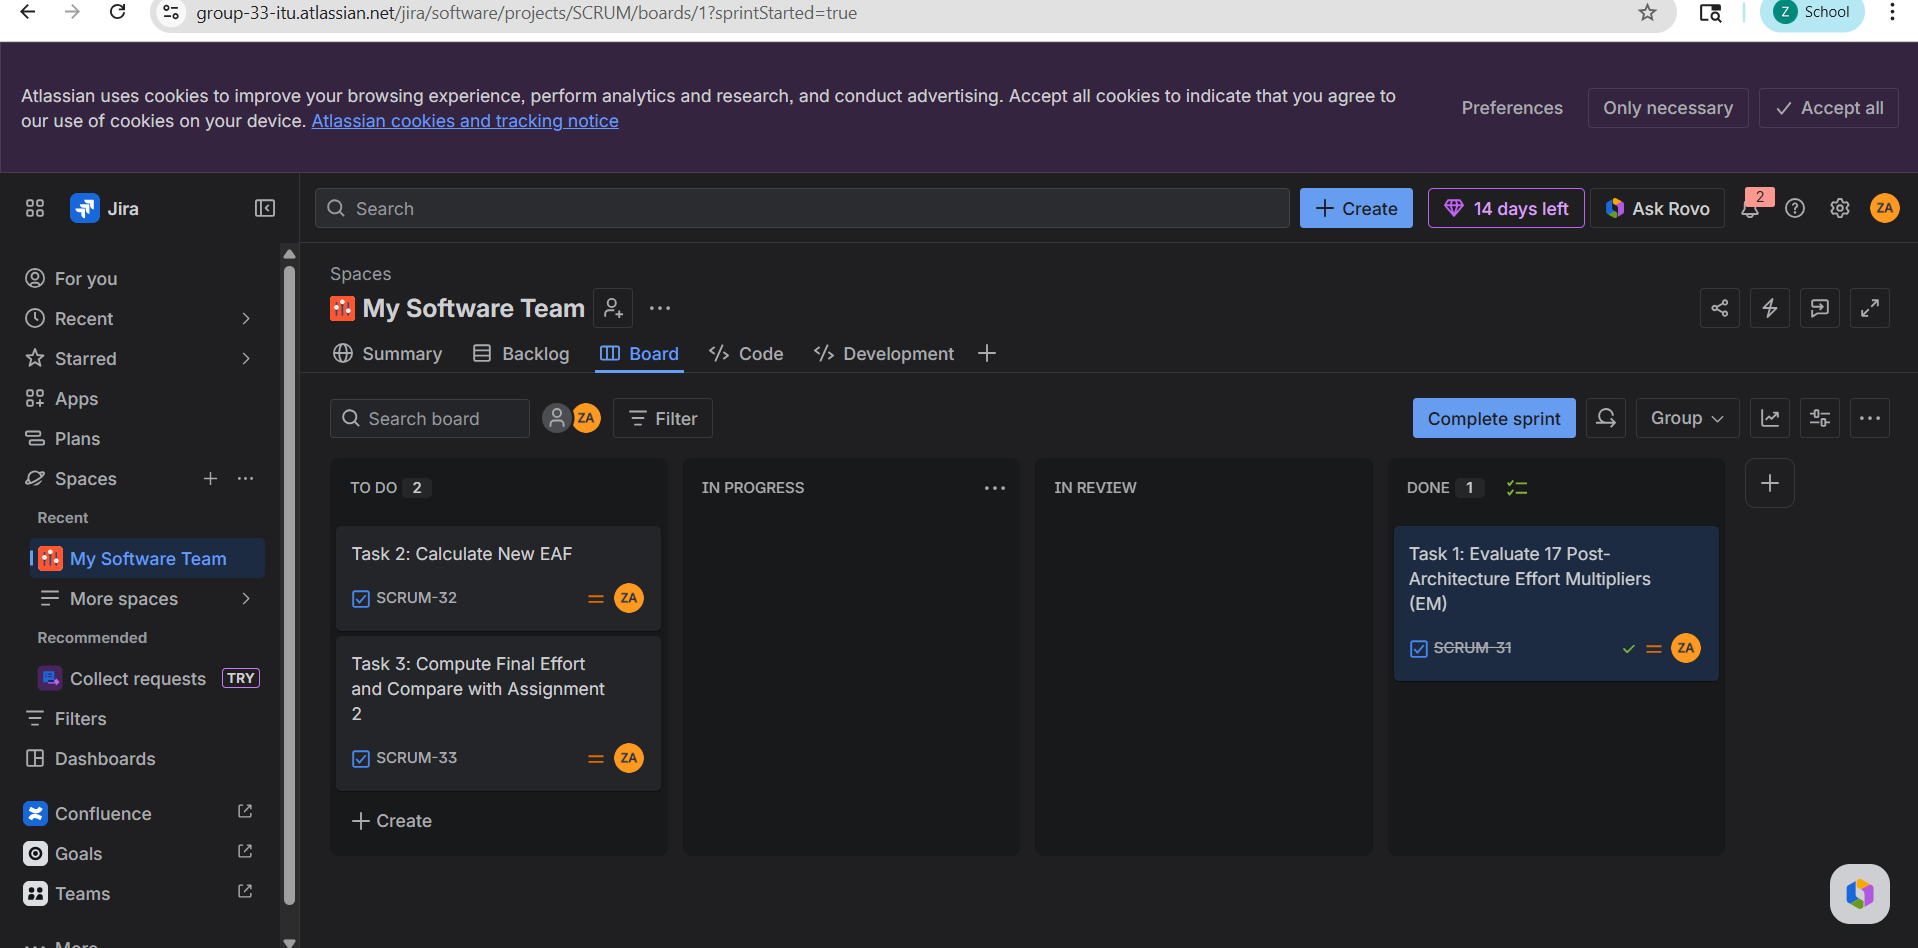 group-33-itu.atlassian.net/jira/software/projects/SCRUM/boards/1?sprintStarted=true
Z School
Atlassian uses cookies to improve your browsing experience, perform analytics and research, and conduct advertising. Accept all cookies to indicate that you agree to
our use of cookies on your device. Atlassian cookies and tracking notice
Preferences
Only necessary
Accept all
Jira
Search
Create
14 days left
Ask Rovo
2
ZA
For you
Recent
Starred
Apps
Plans
Spaces
Recent
My Software Team
More spaces
Recommended
Collect requests TRY
Filters
Dashboards
Confluence
Goals
Teams
More
Spaces
My Software Team
Summary
Backlog
Board
Code
Development
Search board
ZA
Filter
Complete sprint
Group
TO DO 2
Task 2: Calculate New EAF
SCRUM-32
ZA
Task 3: Compute Final Effort
and Compare with Assignment
2
SCRUM-33
ZA
Create
IN PROGRESS
IN REVIEW
DONE 1
Task 1: Evaluate 17 Post-
Architecture Effort Multipliers
(EM)
SCRUM-31
ZA